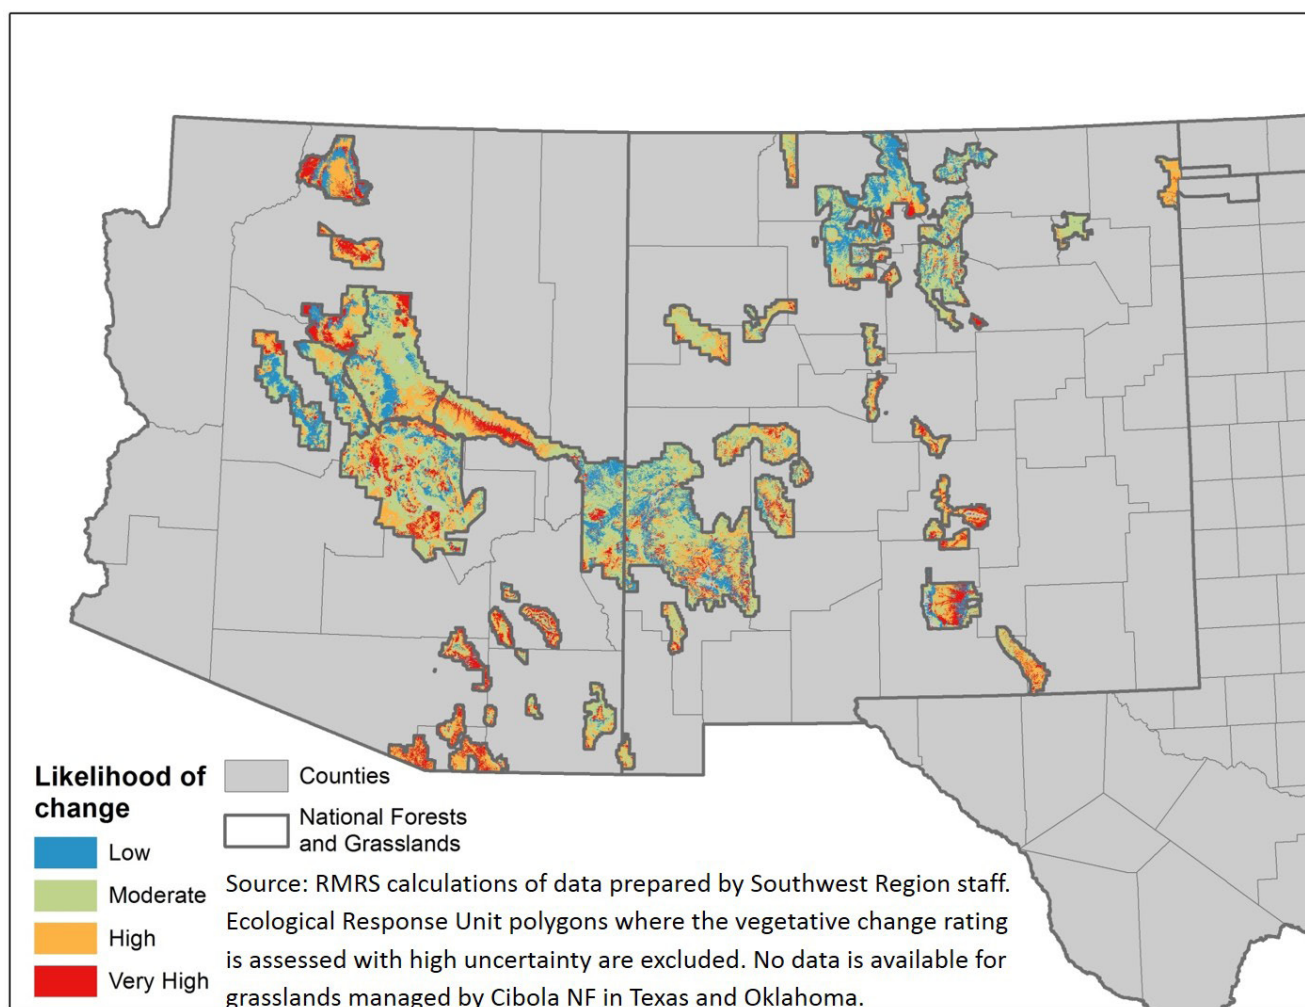 Likelihood of
change
Low
Moderate
High
Very High
Counties
National Forests
and Grasslands
Source: RMRS calculations of data prepared by Southwest Region staff.
Ecological Response Unit polygons where the vegetative change rating
is assessed with high uncertainty are excluded. No data is available for
grasslands managed by Cibola NF in Texas and Oklahoma.